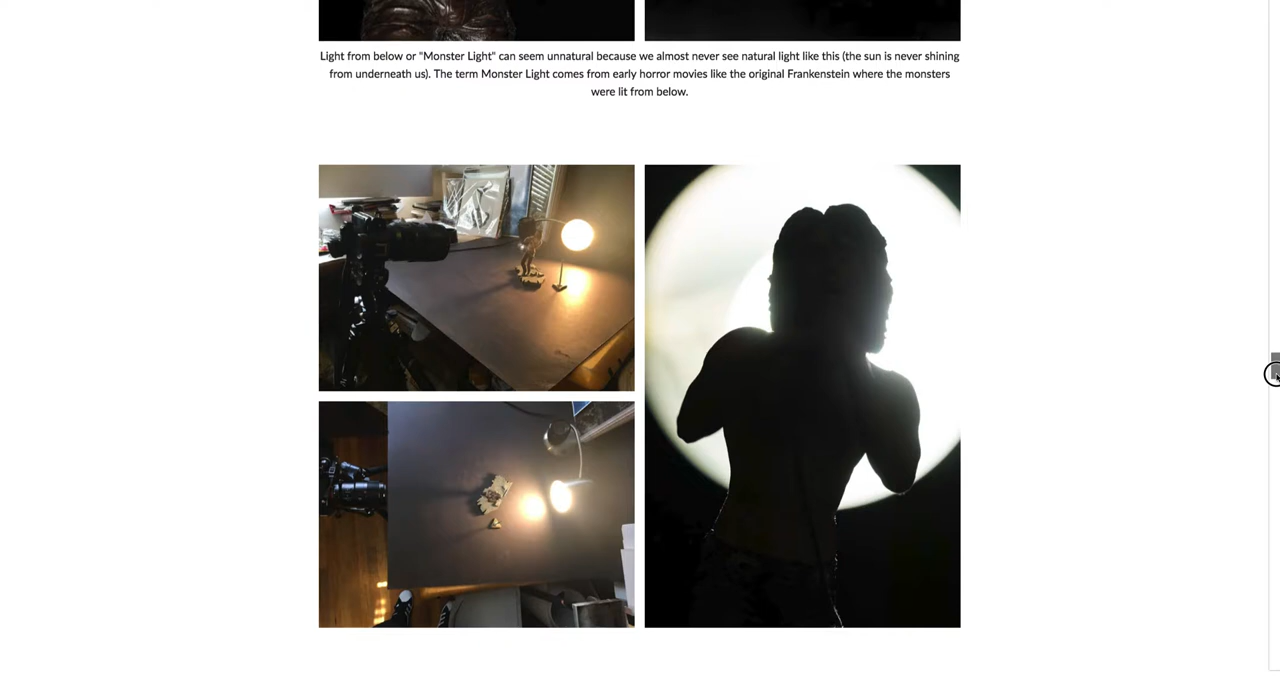 Light from below or "Monster Light" can seem unnatural because we almost never see natural light like this (the sun is never shining
from underneath us). The term Monster Light comes from early horror movies like the original Frankenstein where the monsters
were lit from below.